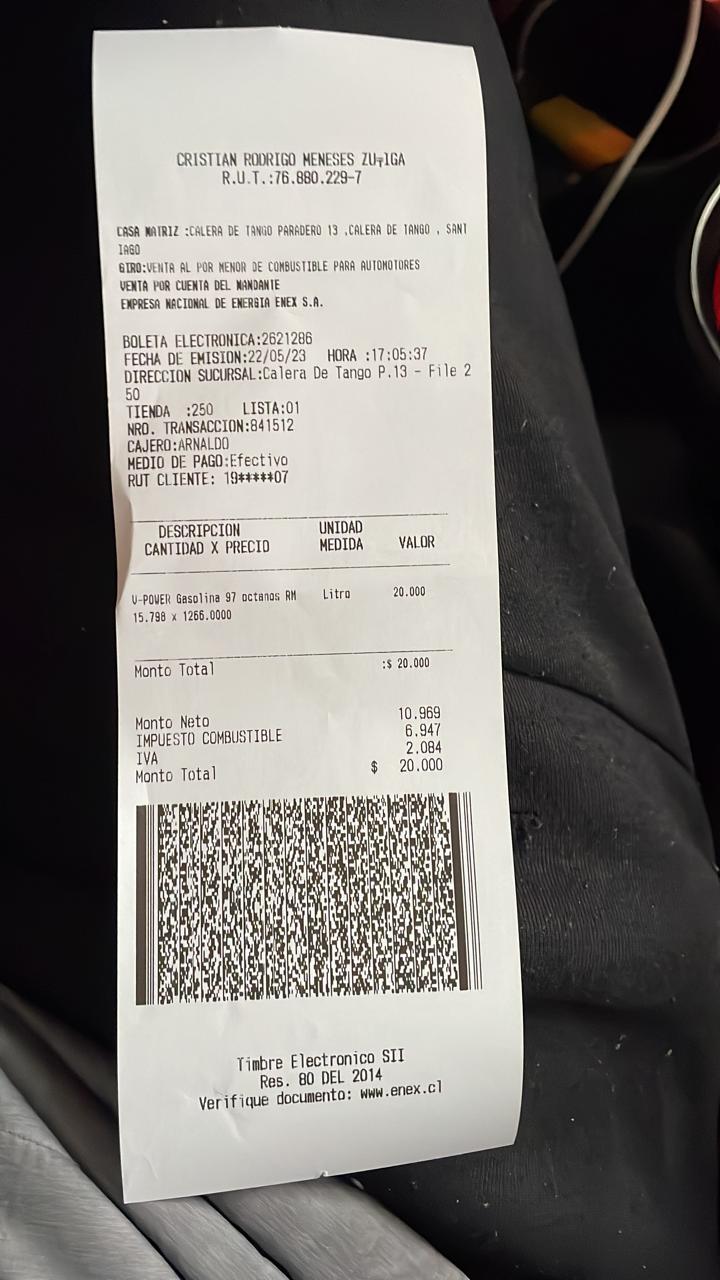 CRISTIAN RODRIGO MENESES ZU┬IGA
R.U.T.:76.880.229-7
CASA MATRIZ :CALERA DE TANGO PARADERO 13 ,CALERA DE TANGO , SANT
IAGO
GIRO:VENTA AL POR MENOR DE COMBUSTIBLE PARA AUTOMOTORES
VENTA POR CUENTA DEL MANDANTE
EMPRESA NACIONAL DE ENERGIA ENEX S.A.
BOLETA ELECTRONICA:2621286
FECHA DE EMISION:22/05/23 HORA :17:05:37
DIRECCION SUCURSAL:Calera De Tango P.13 - File 2
50
TIENDA :250 LISTA:01
NRO. TRANSACCION:841512
CAJERO:ARNALDO
MEDIO DE PAGO:Efectivo
RUT CLIENTE: 19*****07
DESCRIPCION UNIDAD
CANTIDAD X PRECIO MEDIDA VALOR
V-POWER Gasolina 97 octanos RM Litro 20.000
15.798 x 1266.0000
Monto Total :$ 20.000
Monto Neto 10.969
IMPUESTO COMBUSTIBLE 6.947
IVA 2.084
Monto Total $ 20.000
Timbre Electronico SII
Res. 80 DEL 2014
Verifique documento: www.enex.cl